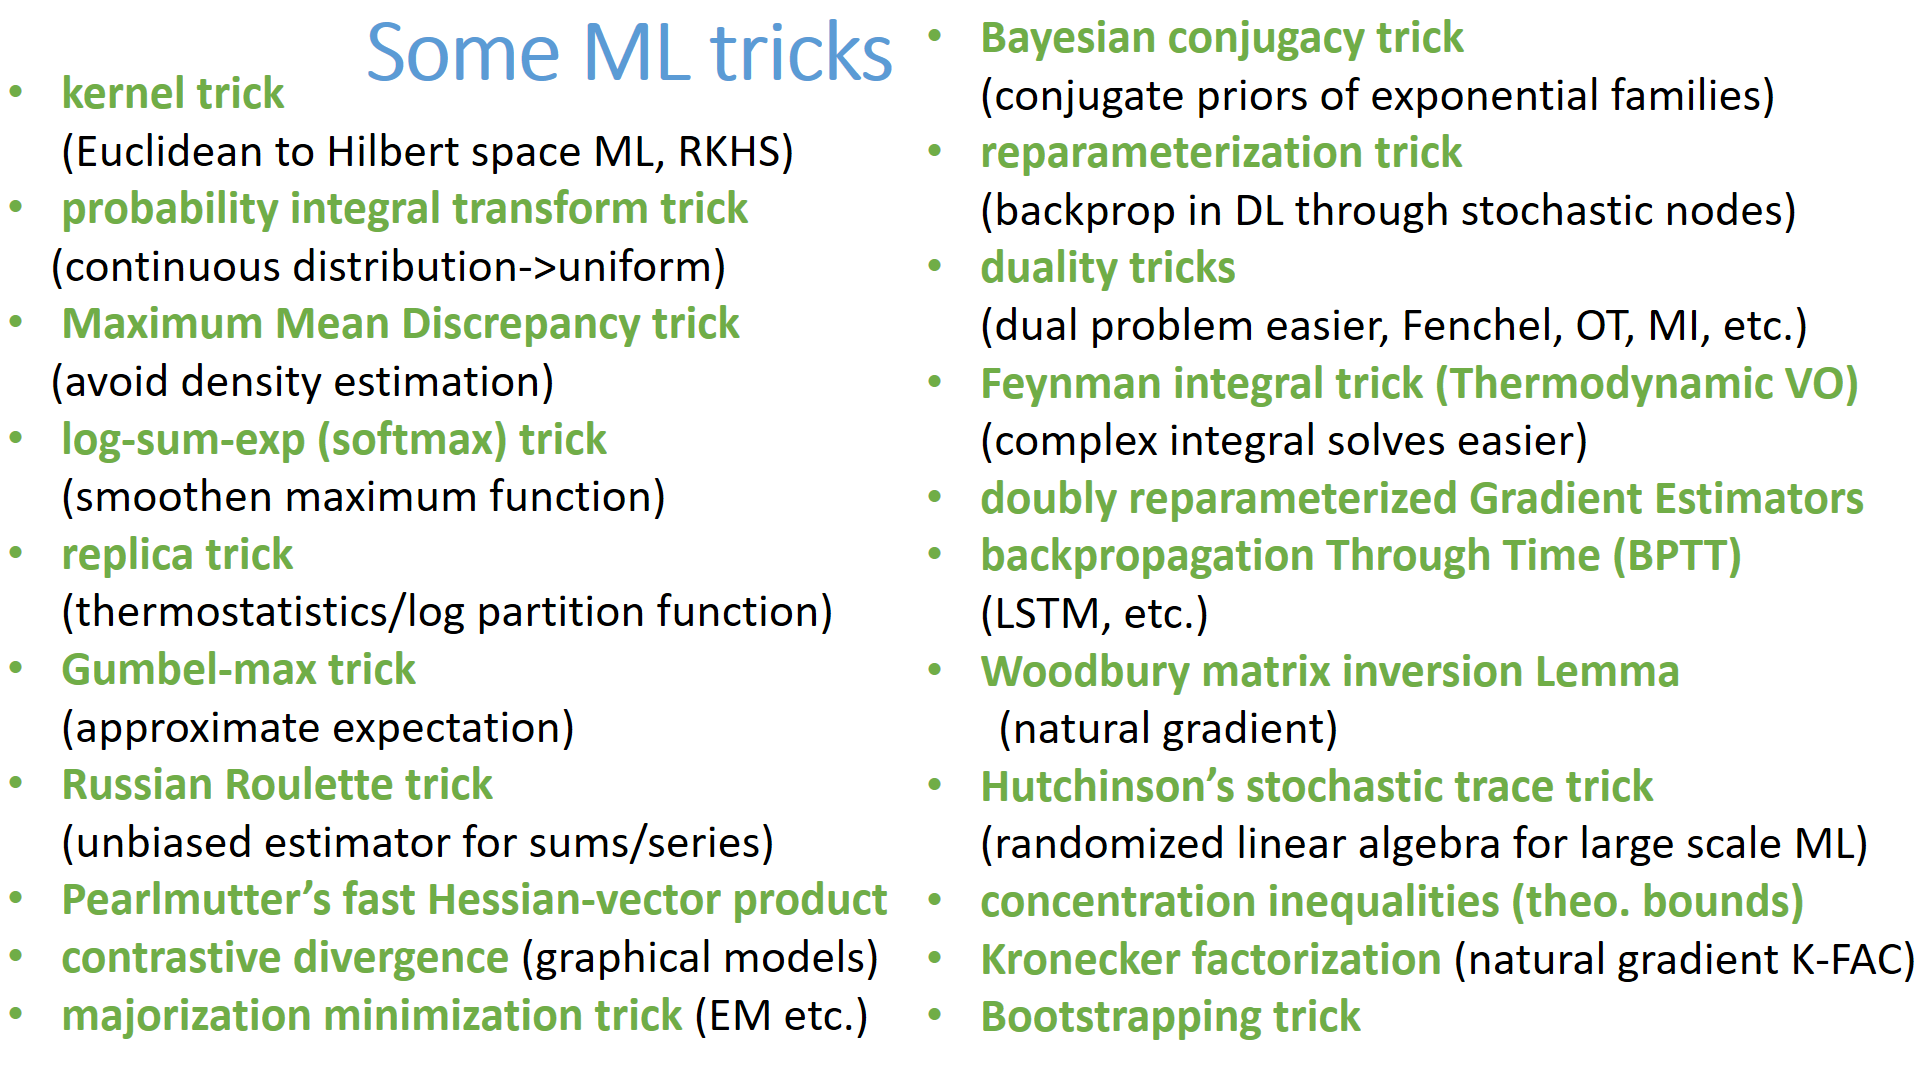 Some ML tricks
• kernel trick
(Euclidean to Hilbert space ML, RKHS)
• probability integral transform trick
(continuous distribution->uniform)
• Maximum Mean Discrepancy trick
(avoid density estimation)
• log-sum-exp (softmax) trick
(smoothen maximum function)
• replica trick
(thermostatistics/log partition function)
• Gumbel-max trick
(approximate expectation)
• Russian Roulette trick
(unbiased estimator for sums/series)
• Pearlmutter’s fast Hessian-vector product
• contrastive divergence (graphical models)
• majorization minimization trick (EM etc.)
• Bayesian conjugacy trick
(conjugate priors of exponential families)
• reparameterization trick
(backprop in DL through stochastic nodes)
• duality tricks
(dual problem easier, Fenchel, OT, MI, etc.)
• Feynman integral trick (Thermodynamic VO)
(complex integral solves easier)
• doubly reparameterized Gradient Estimators
• backpropagation Through Time (BPTT)
(LSTM, etc.)
• Woodbury matrix inversion Lemma
(natural gradient)
• Hutchinson’s stochastic trace trick
(randomized linear algebra for large scale ML)
• concentration inequalities (theo. bounds)
• Kronecker factorization (natural gradient K-FAC)
• Bootstrapping trick